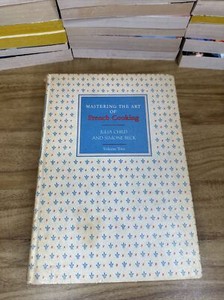 MASTERING THE ART
OF
French Cooking
JULIA CHILD
AND SIMONE BECK
Volume Two